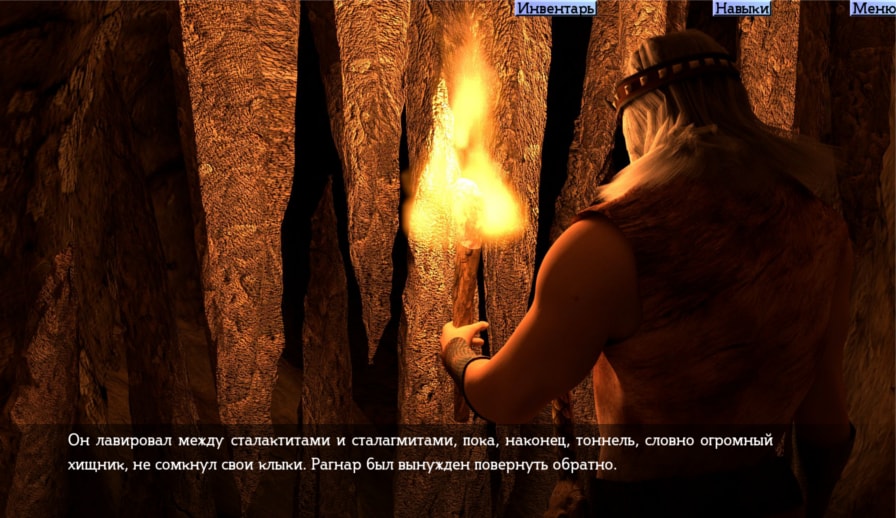 Инвентарь Навыки Меню
Он лавировал между сталактитами и сталагмитами, пока, наконец, тоннель, словно огромный
хищник, не сомкнул свои клыки. Рагнар был вынужден повернуть обратно.